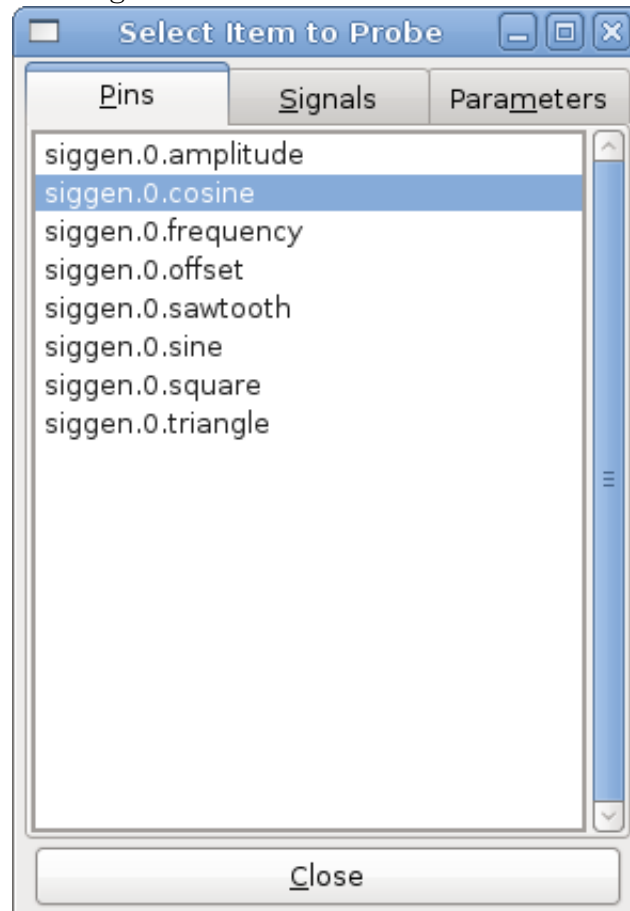 Select Item to Probe
Pins Signals Parameters
siggen.0.amplitude
siggen.0.cosine
siggen.0.frequency
siggen.0.offset
siggen.0.sawtooth
siggen.0.sine
siggen.0.square
siggen.0.triangle
Close